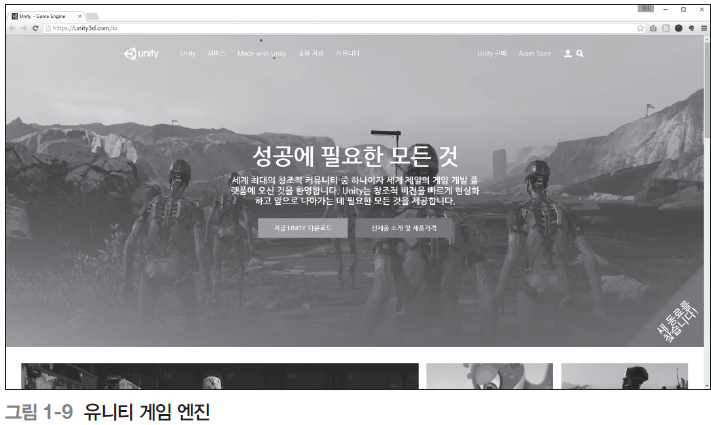 Unity - Game Engine
https://unity3d.com/kr
unity Unity 서비스 Made with Unity 교육 자료 커뮤니티 Unity 구매 Asset Store
성공에 필요한 모든 것
세계 최대의 창조적 커뮤니티 중 하나이자 세계 제일의 게임 개발 플
랫폼에 오신 것을 환영합니다. Unity는 창조적 비전을 빠르게 현실화
하고 앞으로 나아가는 데 필요한 모든 것을 제공합니다.
지금 UNITY 다운로드 신제품 소개 및 제품가격
새 동료를
찾습니다!
그림 1-9 유니티 게임 엔진